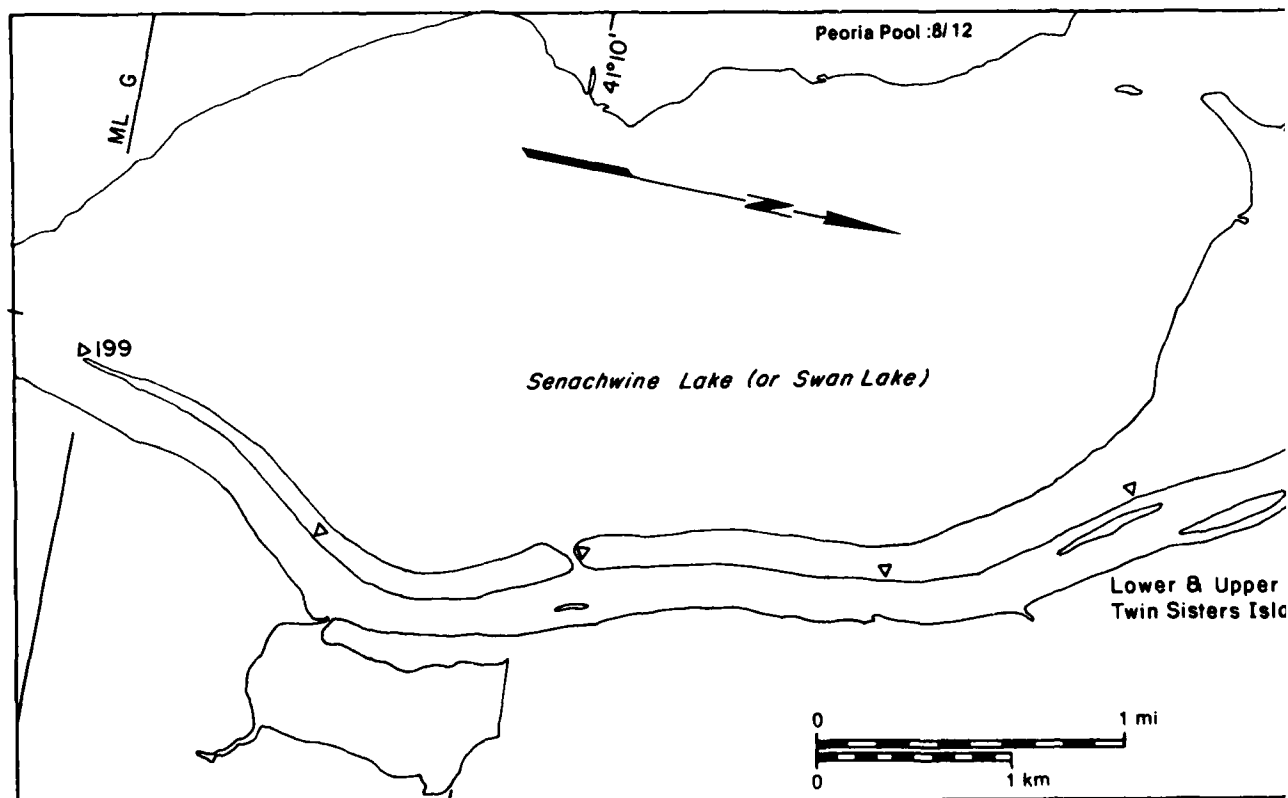 Peoria Pool :8/12
41°10'
ML G
N
199
Senachwine Lake (or Swan Lake)
Lower & Upper
Twin Sisters Isla
0 1 mi
0 1 km